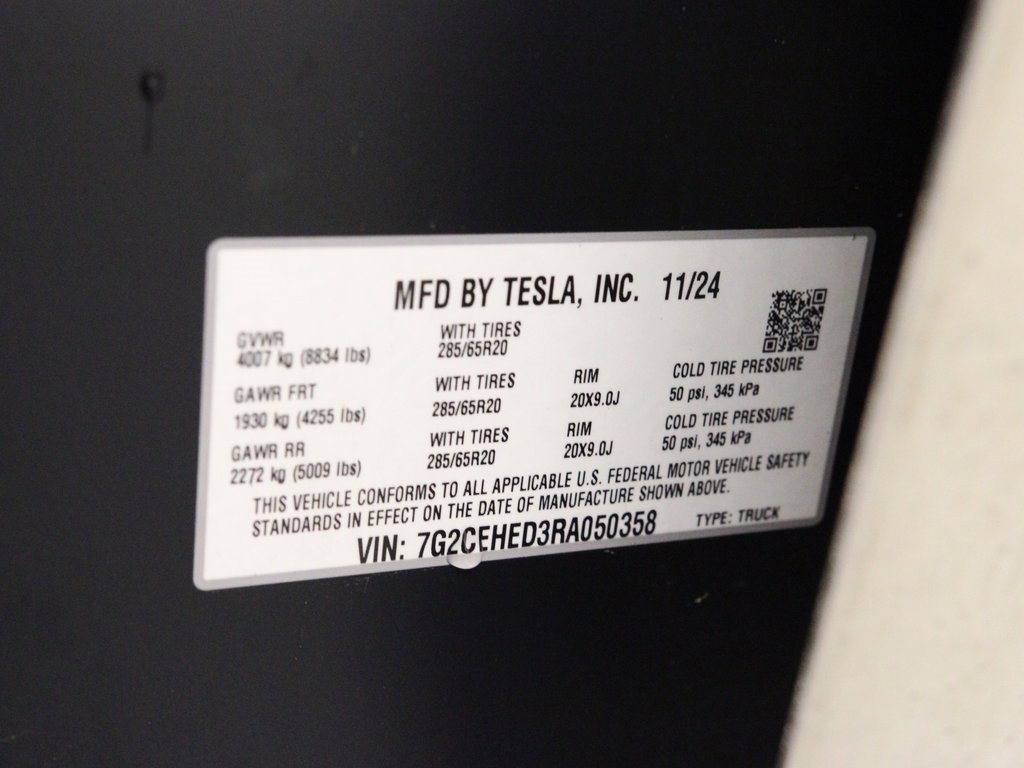 MFD BY TESLA, INC. 11/24
GVWR WITH TIRES
4007 kg (8834 lbs) 285/65R20
GAWR FRT WITH TIRES RIM COLD TIRE PRESSURE
1930 kg (4255 lbs) 285/65R20 20X9.0J 50 psi, 345 kPa
GAWR RR WITH TIRES RIM COLD TIRE PRESSURE
2272 kg (5009 lbs) 285/65R20 20X9.0J 50 psi, 345 kPa
THIS VEHICLE CONFORMS TO ALL APPLICABLE U.S. FEDERAL MOTOR VEHICLE SAFETY
STANDARDS IN EFFECT ON THE DATE OF MANUFACTURE SHOWN ABOVE.
VIN: 7G2CEHED3RA050358 TYPE: TRUCK